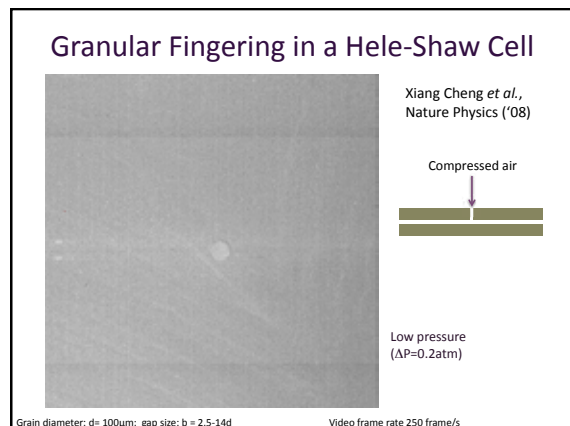 Granular Fingering in a Hele-Shaw Cell
Xiang Cheng et al.,
Nature Physics (‘08)
Compressed air
Low pressure
(ΔP=0.2atm)
Grain diameter: d= 100μm; gap size: b = 2.5-14d
Video frame rate 250 frame/s